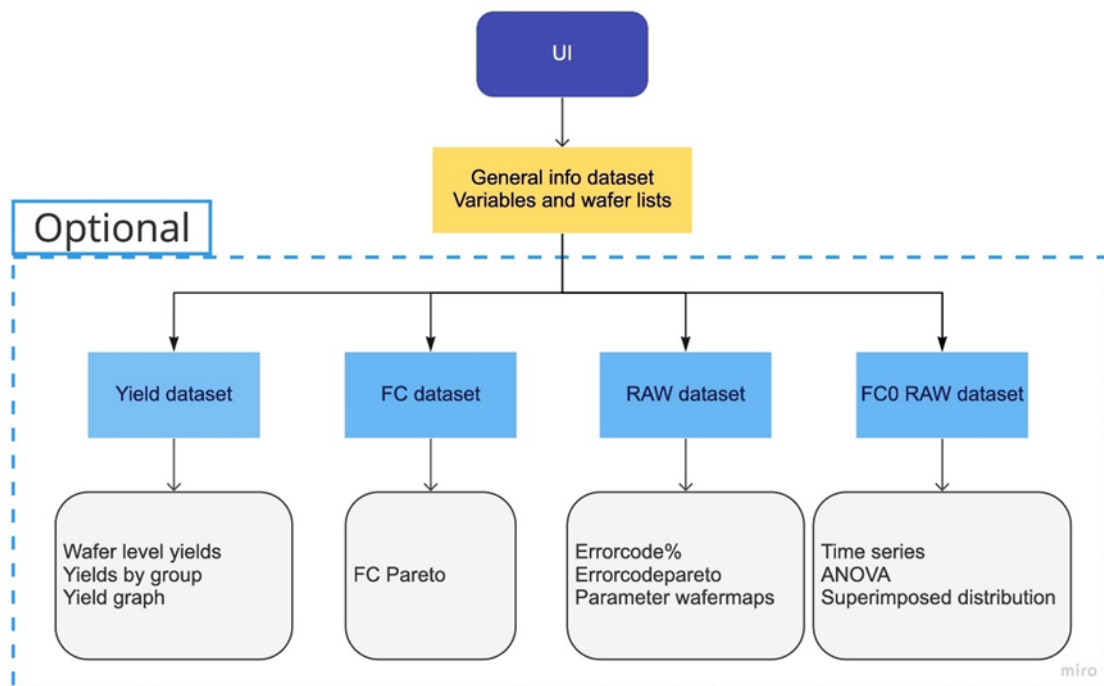 UI
General info dataset
Variables and wafer lists
Optional
Yield dataset
FC dataset
RAW dataset
FC0 RAW dataset
Wafer level yields
Yields by group
Yield graph
FC Pareto
Errorcode%
Errorcodepareto
Parameter wafermaps
Time series
ANOVA
Superimposed distribution
miro